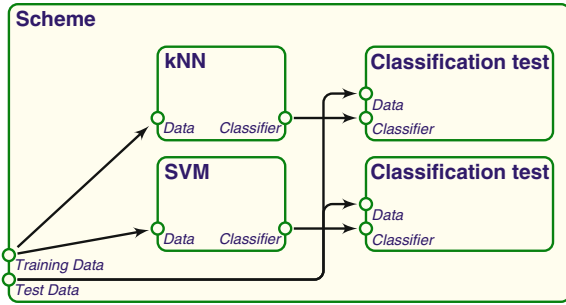 Scheme
kNN
Data Classifier
Classification test
Data
Classifier
SVM
Data Classifier
Classification test
Data
Classifier
Training Data
Test Data